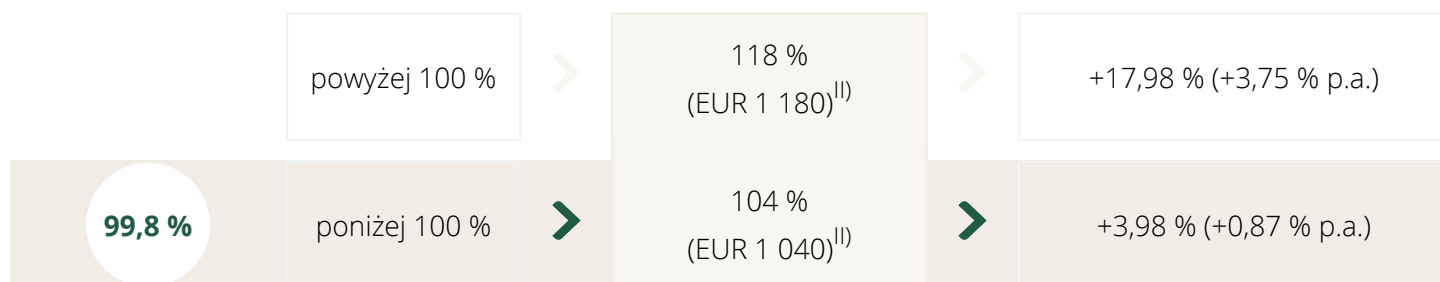 powyżej 100 %
118 %
(EUR 1 180)II)
+17,98 % (+3,75 % p.a.)
99,8 %
poniżej 100 %
104 %
(EUR 1 040)II)
+3,98 % (+0,87 % p.a.)